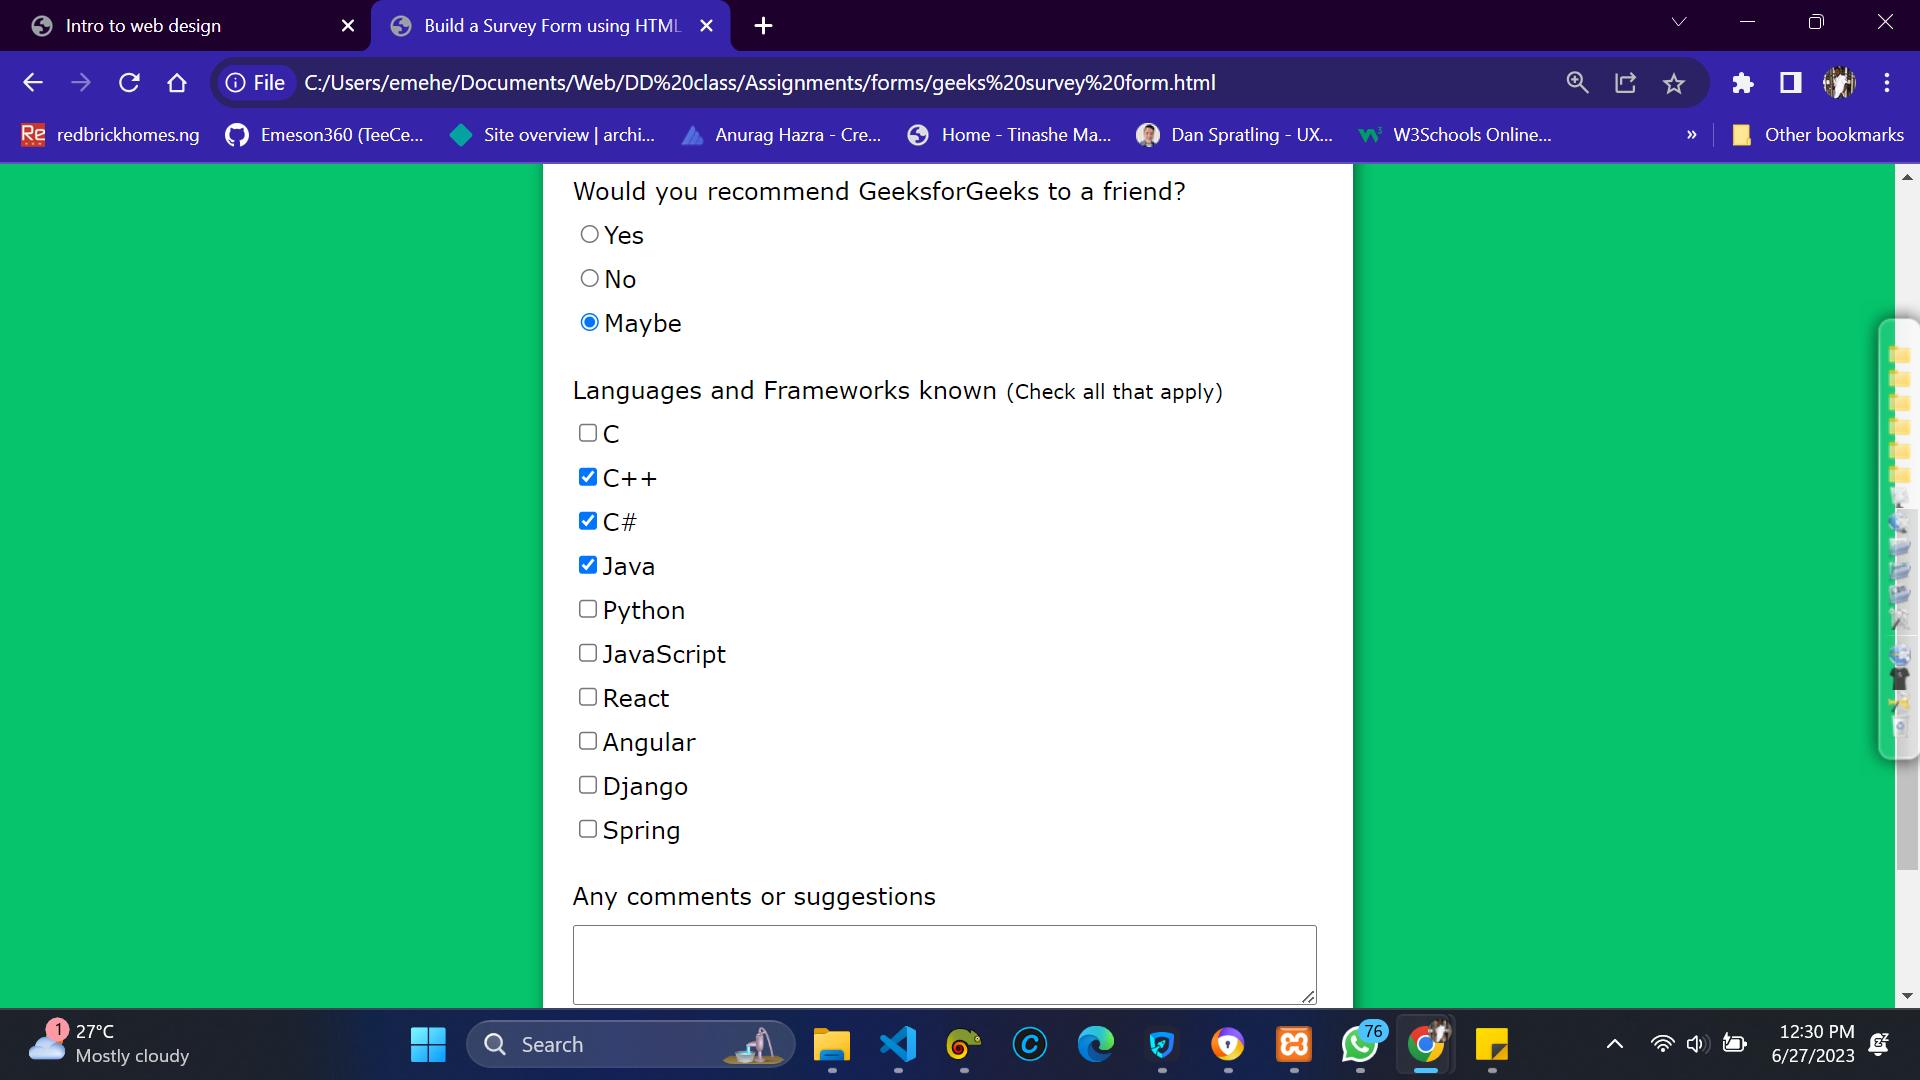 Intro to web design
Build a Survey Form using HTML
File
C:/Users/emehe/Documents/Web/DD%20class/Assignments/forms/geeks%20survey%20form.html
Re redbrickhomes.ng
Emeson360 (TeeCe...
Site overview | archi...
Anurag Hazra - Cre...
Home - Tinashe Ma...
Dan Spratling - UX...
W3Schools Online...
»
Other bookmarks
Would you recommend GeeksforGeeks to a friend?
Yes
No
Maybe
Languages and Frameworks known (Check all that apply)
C
C++
C#
Java
Python
JavaScript
React
Angular
Django
Spring
Any comments or suggestions
1
27°C
Mostly cloudy
Search
76
12:30 PM
6/27/2023